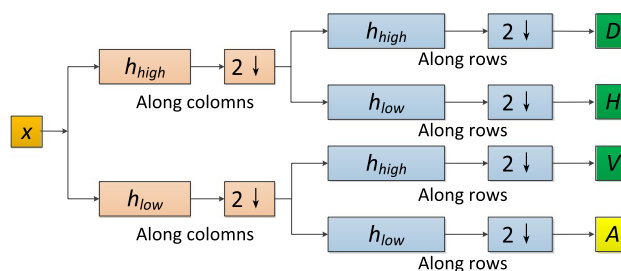 h_high 2 ↓ D
Along rows
h_high 2 ↓
Along colomns
h_low 2 ↓ H
Along rows
x
h_high 2 ↓ V
Along rows
h_low 2 ↓
Along colomns
h_low 2 ↓ A
Along rows